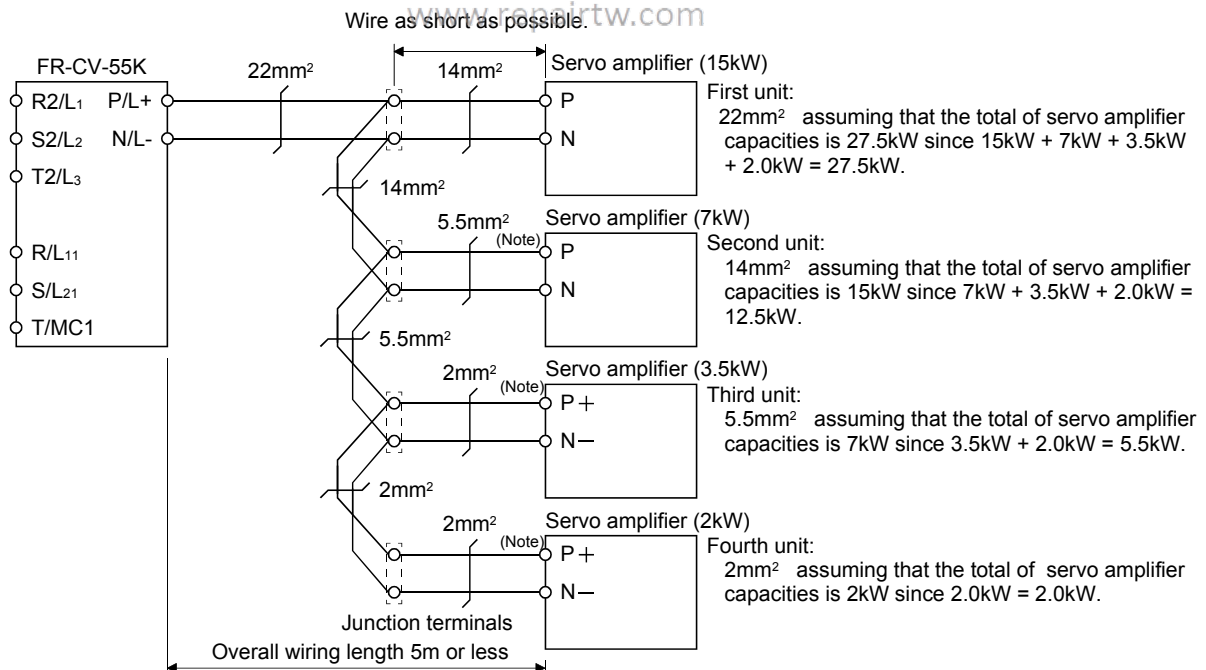 www.repairtw.com
Wire as short as possible.
FR-CV-55K
22mm²
14mm²
Servo amplifier (15kW)
R2/L1 P/L+
S2/L2 N/L-
T2/L3
R/L11
S/L21
T/MC1
P
N
First unit:
22mm² assuming that the total of servo amplifier
capacities is 27.5kW since 15kW + 7kW + 3.5kW
+ 2.0kW = 27.5kW.
14mm²
5.5mm²
(Note)
Servo amplifier (7kW)
P
N
Second unit:
14mm² assuming that the total of servo amplifier
capacities is 15kW since 7kW + 3.5kW + 2.0kW =
12.5kW.
5.5mm²
2mm²
(Note)
Servo amplifier (3.5kW)
P+
N−
Third unit:
5.5mm² assuming that the total of servo amplifier
capacities is 7kW since 3.5kW + 2.0kW = 5.5kW.
2mm²
2mm²
(Note)
Servo amplifier (2kW)
P+
N−
Fourth unit:
2mm² assuming that the total of servo amplifier
capacities is 2kW since 2.0kW = 2.0kW.
Junction terminals
Overall wiring length 5m or less